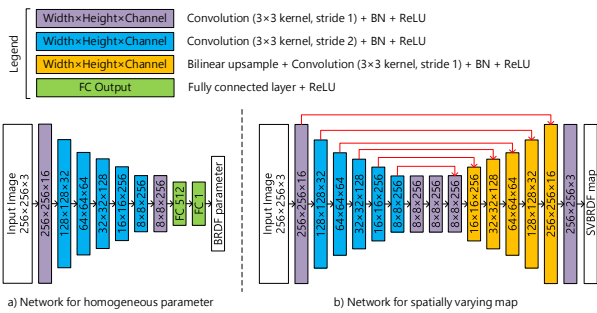 Legend
Width×Height×Channel Convolution (3×3 kernel, stride 1) + BN + ReLU
Width×Height×Channel Convolution (3×3 kernel, stride 2) + BN + ReLU
Width×Height×Channel Bilinear upsample + Convolution (3×3 kernel, stride 1) + BN + ReLU
FC Output Fully connected layer + ReLU
Input Image
256×256×3
256×256×16
128×128×32
64×64×64
32×32×128
16×16×256
8×8×256
8×8×256
FC 512
FC 1
BRDF parameter
a) Network for homogeneous parameter
Input Image
256×256×3
256×256×16
128×128×32
64×64×64
32×32×128
16×16×256
8×8×256
8×8×256
8×8×256
8×8×256
16×16×256
32×32×128
64×64×64
128×128×32
256×256×16
256×256×3
SVBRDF map
b) Network for spatially varying map